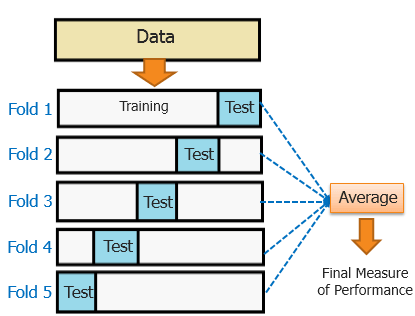 Data
Fold 1
Training
Test
Fold 2
Test
Fold 3
Test
Fold 4
Test
Fold 5
Test
Average
Final Measure
of Performance